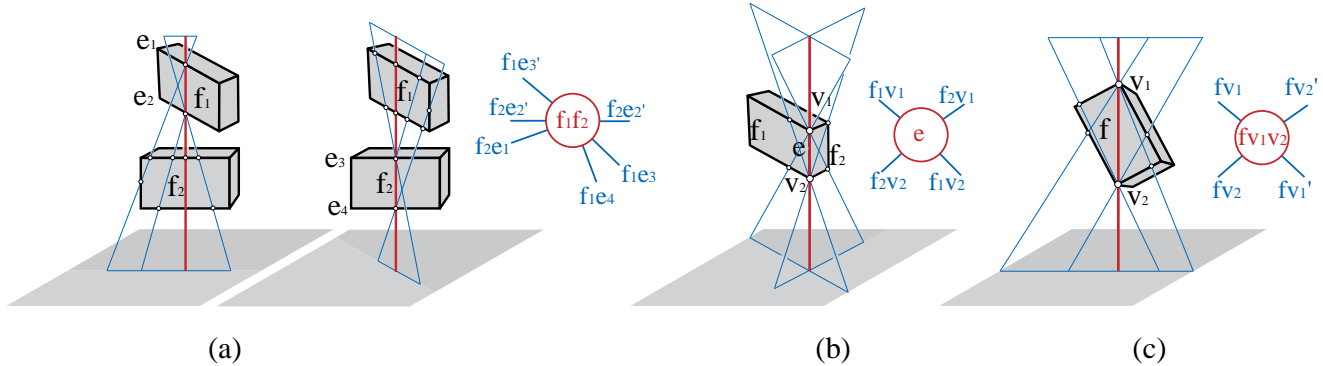 e1
e2
f1
f2
f1
e3
f2
e4
f1e3'
f2e2'
f1f2
f2e2'
f2e1
f1e3
f1e4
v1
f1
e
f2
v2
f1v1
f2v1
e
f2v2
f1v2
v1
f
v2
fv1
fv2'
fv1v2
fv2
fv1'
(a)
(b)
(c)